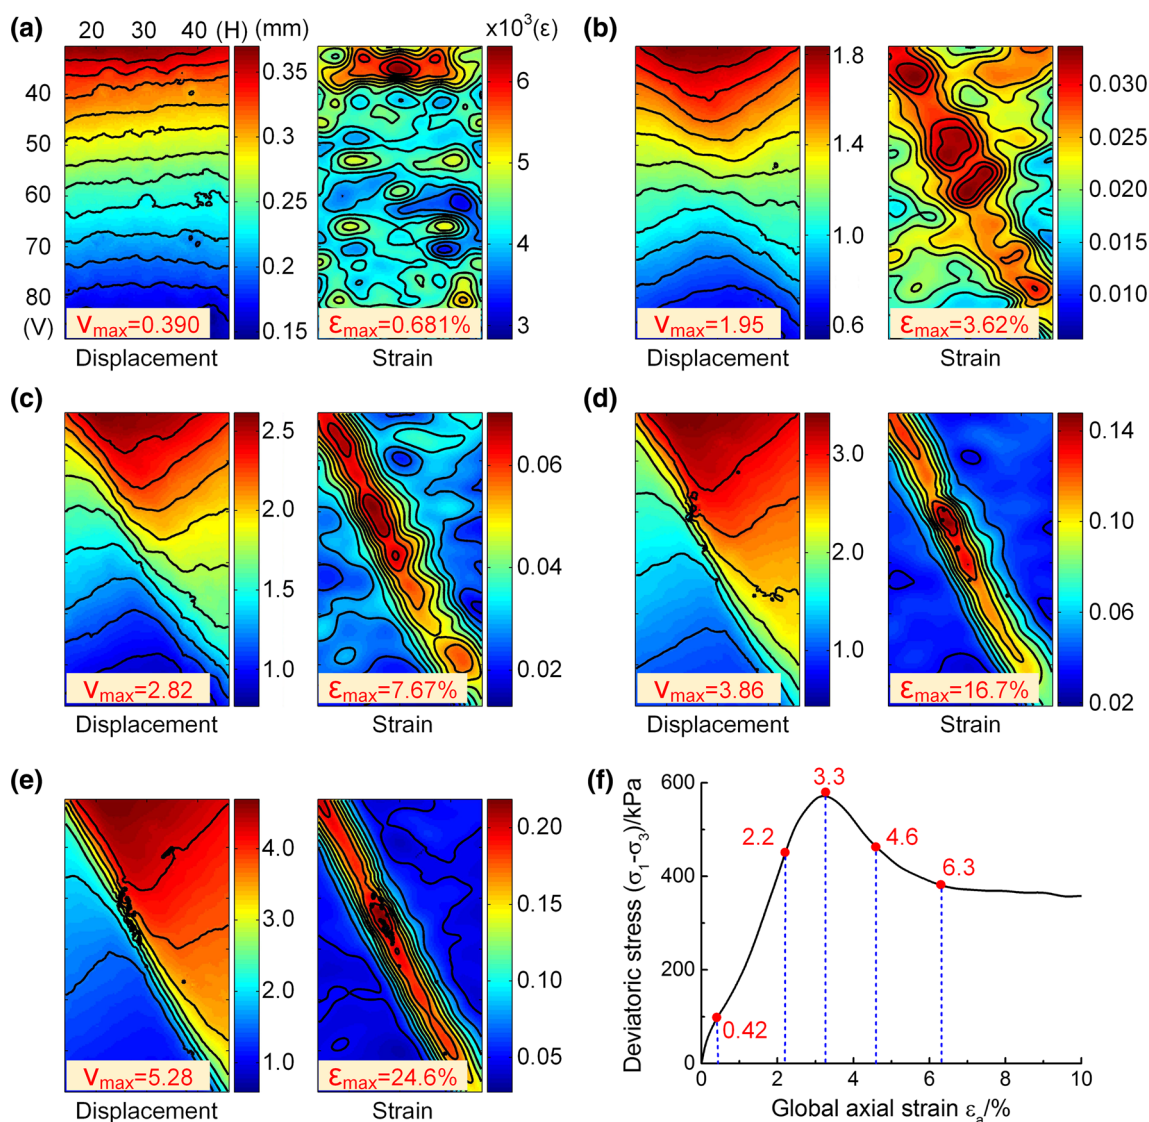 (a) 20 30 40 (H) (mm) ×10³(ε) (b)
0.35 6 1.8
0.030
40
0.3 1.4 0.025
50 5
0.25 0.020
60
1.0
0.2 4 0.015
70
0.010
80
(V) Vmax=0.390 0.15 εmax=0.681% 3 Vmax=1.95 0.6 εmax=3.62%
Displacement Strain Displacement Strain
(c) (d)
2.5 0.14
0.06 3.0
2.0 0.10
0.04 2.0
1.5
0.06
1.0 0.02 1.0
Vmax=2.82 εmax=7.67% Vmax=3.86 εmax=16.7% 0.02
Displacement Strain Displacement Strain
(e)
0.20
4.0
0.15
3.0
0.10
2.0
1.0 0.05
Vmax=5.28 εmax=24.6%
Displacement Strain
(f)
Deviatoric stress (σ₁-σ₃)/kPa
600
400
200
0
3.3
2.2
4.6
6.3
0.42
0 2 4 6 8 10
Global axial strain εₐ/%